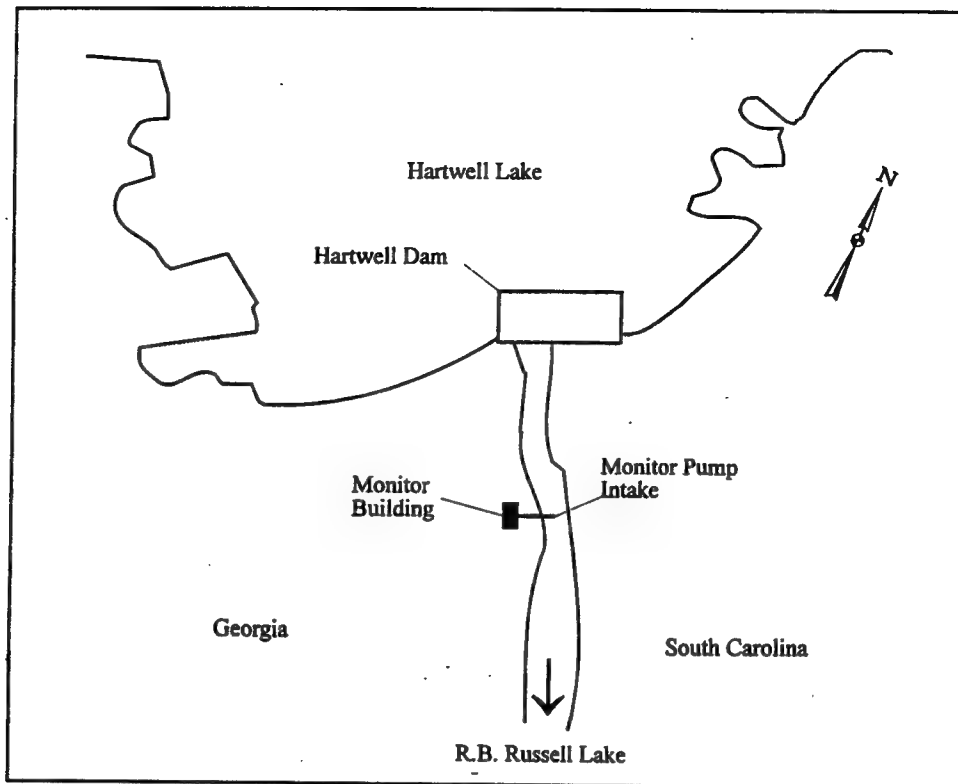 Hartwell Lake
N
Hartwell Dam
Monitor Pump
Intake
Monitor
Building
Georgia
South Carolina
R.B. Russell Lake